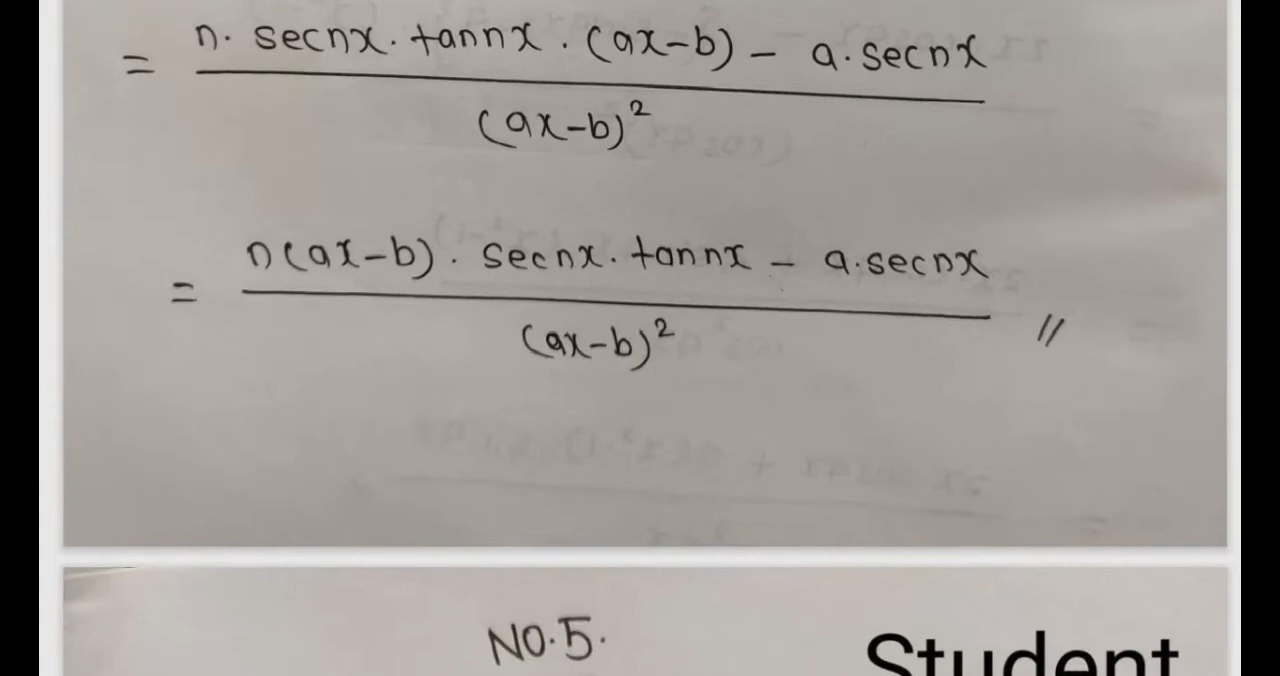 = n· secnx· tannx · (ax-b) - a·secnx
(ax-b)²
= n(ax-b) · secnx· tannx - a·secnx //
(ax-b)²
NO·5·
Student